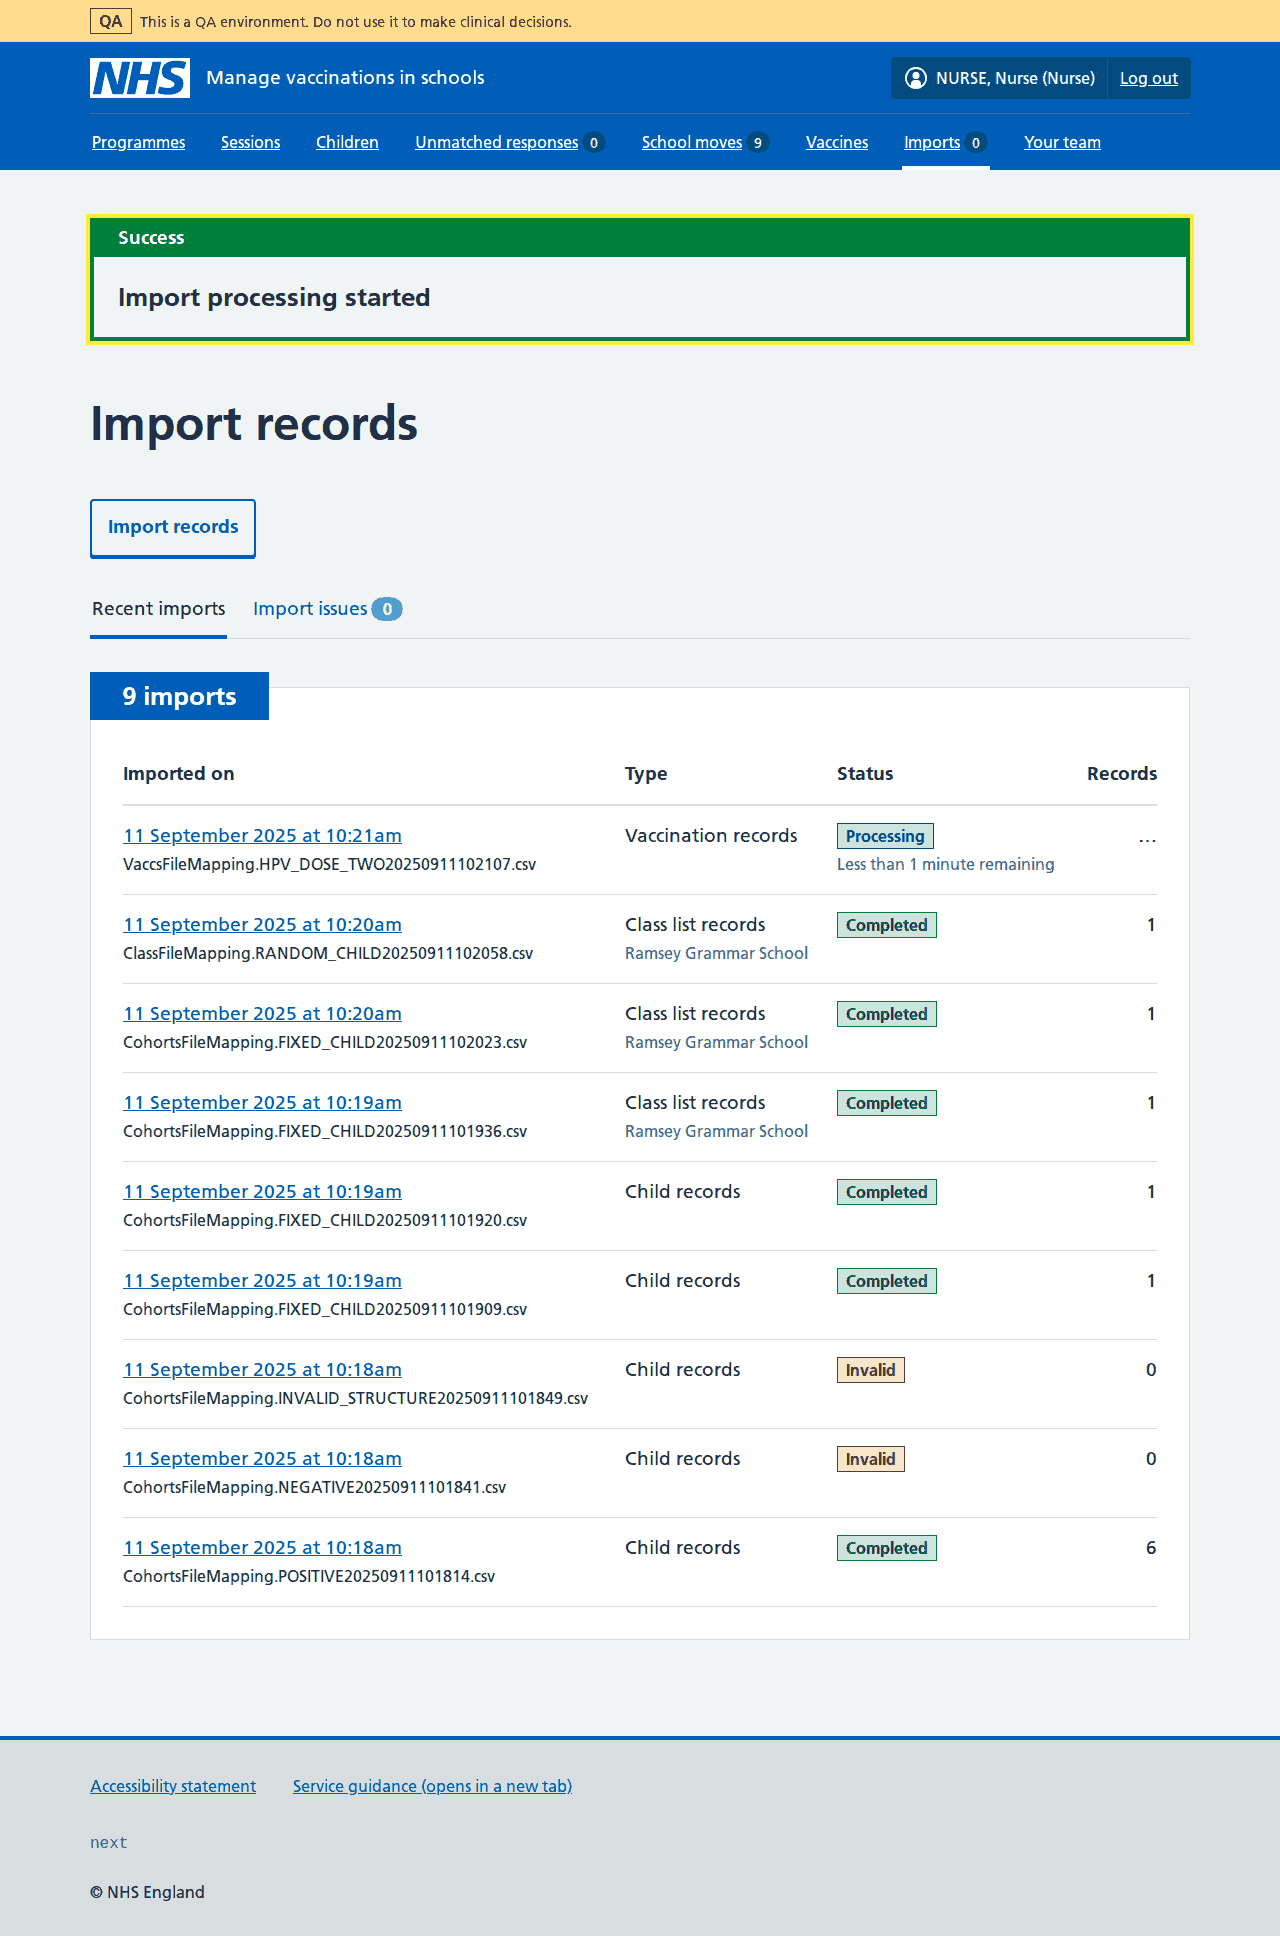 QA This is a QA environment. Do not use it to make clinical decisions.
NHS Manage vaccinations in schools NURSE, Nurse (Nurse) Log out
Programmes Sessions Children Unmatched responses 0 School moves 9 Vaccines Imports 0 Your team
Success
Import processing started
Import records
Import records
Recent imports Import issues 0
9 imports
Imported on Type Status Records
11 September 2025 at 10:21am Vaccination records Processing ...
VaccsFileMapping.HPV_DOSE_TWO20250911102107.csv Less than 1 minute remaining
11 September 2025 at 10:20am Class list records Completed 1
ClassFileMapping.RANDOM_CHILD20250911102058.csv Ramsey Grammar School
11 September 2025 at 10:20am Class list records Completed 1
CohortsFileMapping.FIXED_CHILD20250911102023.csv Ramsey Grammar School
11 September 2025 at 10:19am Class list records Completed 1
CohortsFileMapping.FIXED_CHILD20250911101936.csv Ramsey Grammar School
11 September 2025 at 10:19am Child records Completed 1
CohortsFileMapping.FIXED_CHILD20250911101920.csv
11 September 2025 at 10:19am Child records Completed 1
CohortsFileMapping.FIXED_CHILD20250911101909.csv
11 September 2025 at 10:18am Child records Invalid 0
CohortsFileMapping.INVALID_STRUCTURE20250911101849.csv
11 September 2025 at 10:18am Child records Invalid 0
CohortsFileMapping.NEGATIVE20250911101841.csv
11 September 2025 at 10:18am Child records Completed 6
CohortsFileMapping.POSITIVE20250911101814.csv
Accessibility statement Service guidance (opens in a new tab)
next
© NHS England